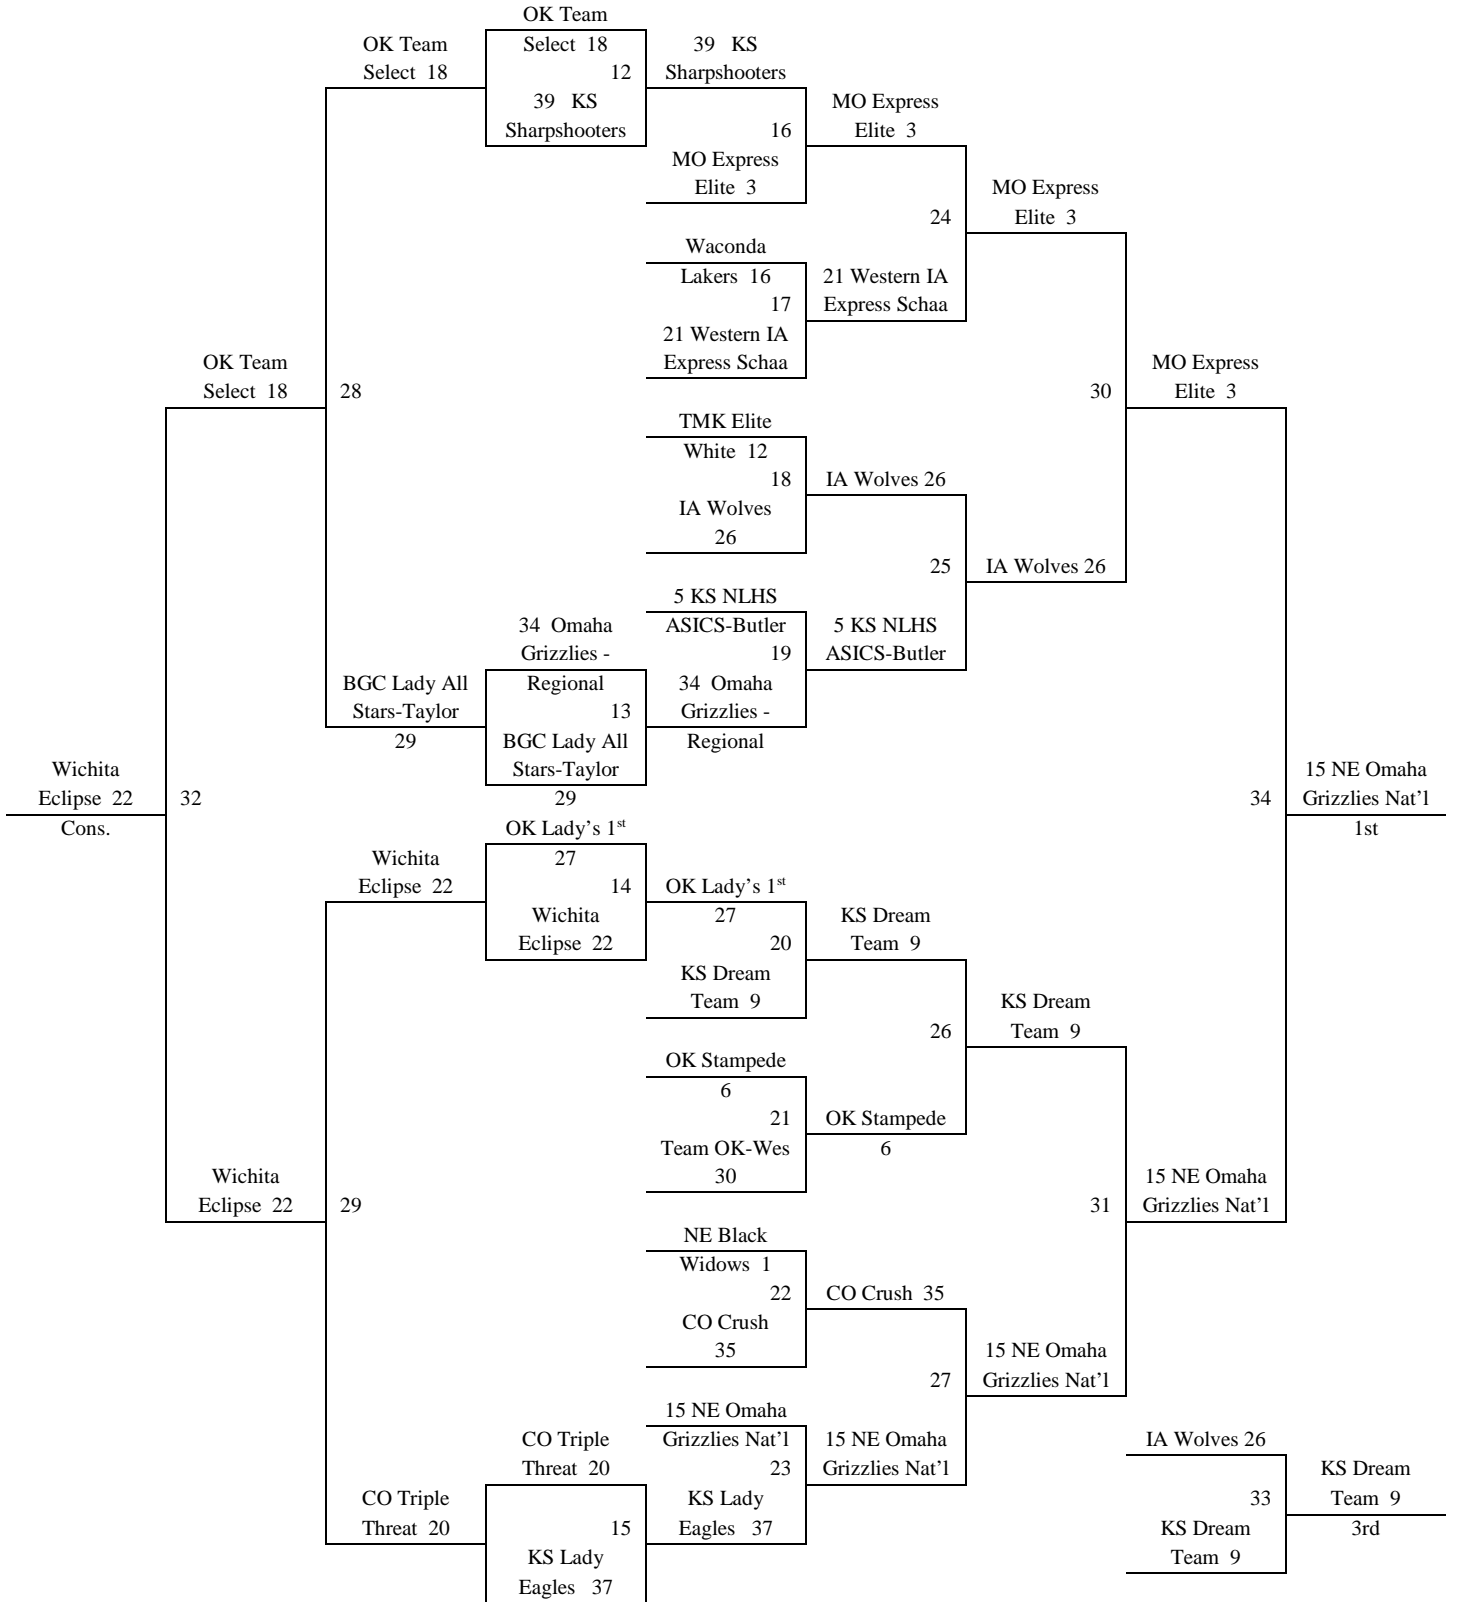 OK Team
Select 18
12
39 KS
Sharpshooters
OK Team
Select 18
39 KS
Sharpshooters
16
MO Express
Elite 3
MO Express
Elite 3
24
MO Express
Elite 3
Waconda
Lakers 16
17
21 Western IA
Express Schaa
21 Western IA
Express Schaa
OK Team
Select 18
28
30
MO Express
Elite 3
TMK Elite
White 12
18
IA Wolves
26
IA Wolves 26
25
IA Wolves 26
5 KS NLHS
ASICS-Butler
19
34 Omaha
Grizzlies -
Regional
5 KS NLHS
ASICS-Butler
34 Omaha
Grizzlies -
Regional
13
BGC Lady All
Stars-Taylor
29
BGC Lady All
Stars-Taylor
29
Wichita
Eclipse 22
Cons.
32
34
15 NE Omaha
Grizzlies Nat'l
1st
OK Lady's 1st
27
14
Wichita
Eclipse 22
Wichita
Eclipse 22
OK Lady's 1st
27
20
KS Dream
Team 9
KS Dream
Team 9
26
KS Dream
Team 9
OK Stampede
6
21
Team OK-Wes
30
OK Stampede
6
Wichita
Eclipse 22
29
31
15 NE Omaha
Grizzlies Nat'l
NE Black
Widows 1
22
CO Crush
35
CO Crush 35
27
15 NE Omaha
Grizzlies Nat'l
15 NE Omaha
Grizzlies Nat'l
23
KS Lady
Eagles 37
15 NE Omaha
Grizzlies Nat'l
CO Triple
Threat 20
15
KS Lady
Eagles 37
CO Triple
Threat 20
IA Wolves 26
33
KS Dream
Team 9
KS Dream
Team 9
3rd